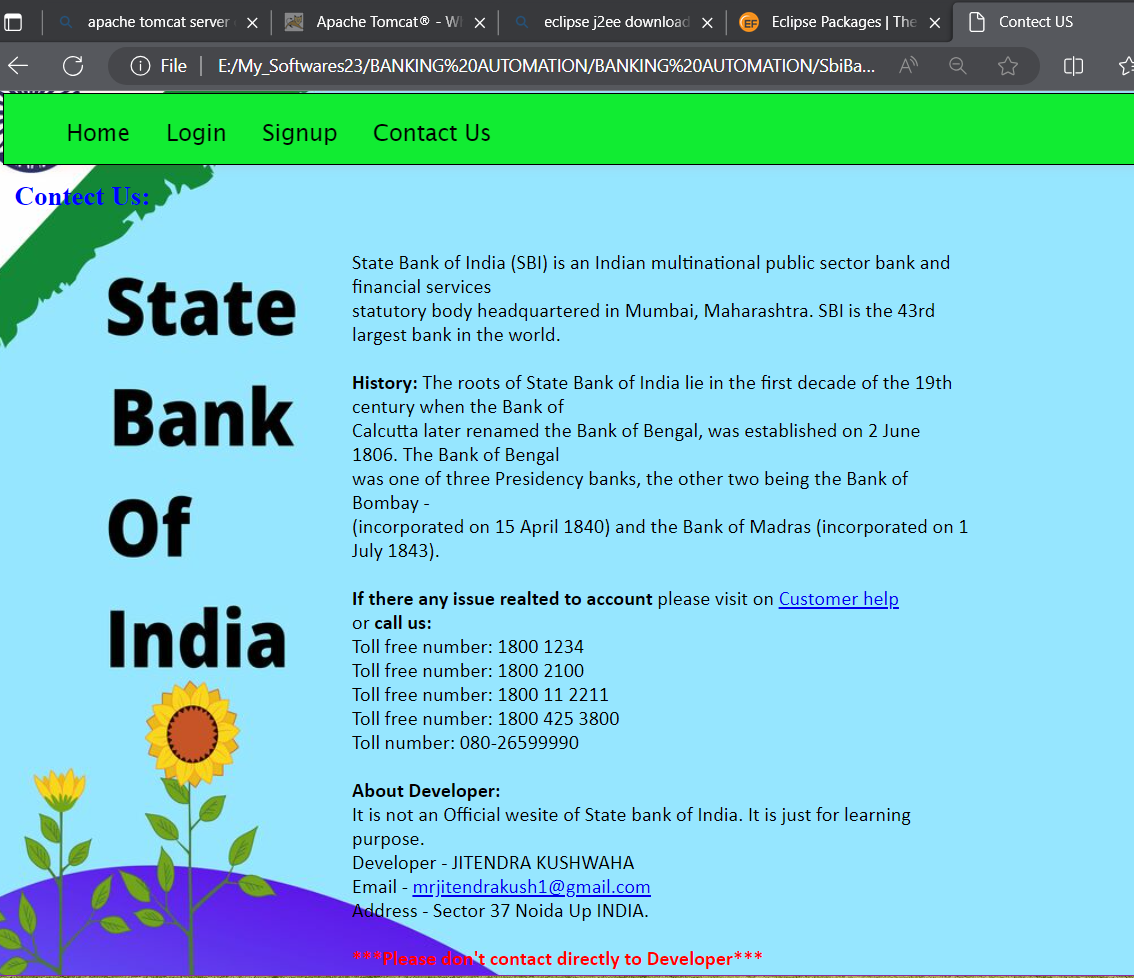 apache tomcat server
Apache Tomcat® - Wh
eclipse j2ee download
Eclipse Packages | The
Contact US
File
E:/My_Softwares23/BANKING%20AUTOMATION/BANKING%20AUTOMATION/SbiBa...
Home
Login
Signup
Contact Us
Contect Us:
State
Bank
Of
India
State Bank of India (SBI) is an Indian multinational public sector bank and
financial services
statutory body headquartered in Mumbai, Maharashtra. SBI is the 43rd
largest bank in the world.
History: The roots of State Bank of India lie in the first decade of the 19th
century when the Bank of
Calcutta later renamed the Bank of Bengal, was established on 2 June
1806. The Bank of Bengal
was one of three Presidency banks, the other two being the Bank of
Bombay -
(incorporated on 15 April 1840) and the Bank of Madras (incorporated on 1
July 1843).
If there any issue realted to account please visit on Customer help
or call us:
Toll free number: 1800 1234
Toll free number: 1800 2100
Toll free number: 1800 11 2211
Toll free number: 1800 425 3800
Toll number: 080-26599990
About Developer:
It is not an Official wesite of State bank of India. It is just for learning
purpose.
Developer - JITENDRA KUSHWAHA
Email - mrjitendrakush1@gmail.com
Address - Sector 37 Noida Up INDIA.
***Please don't contact directly to Developer***